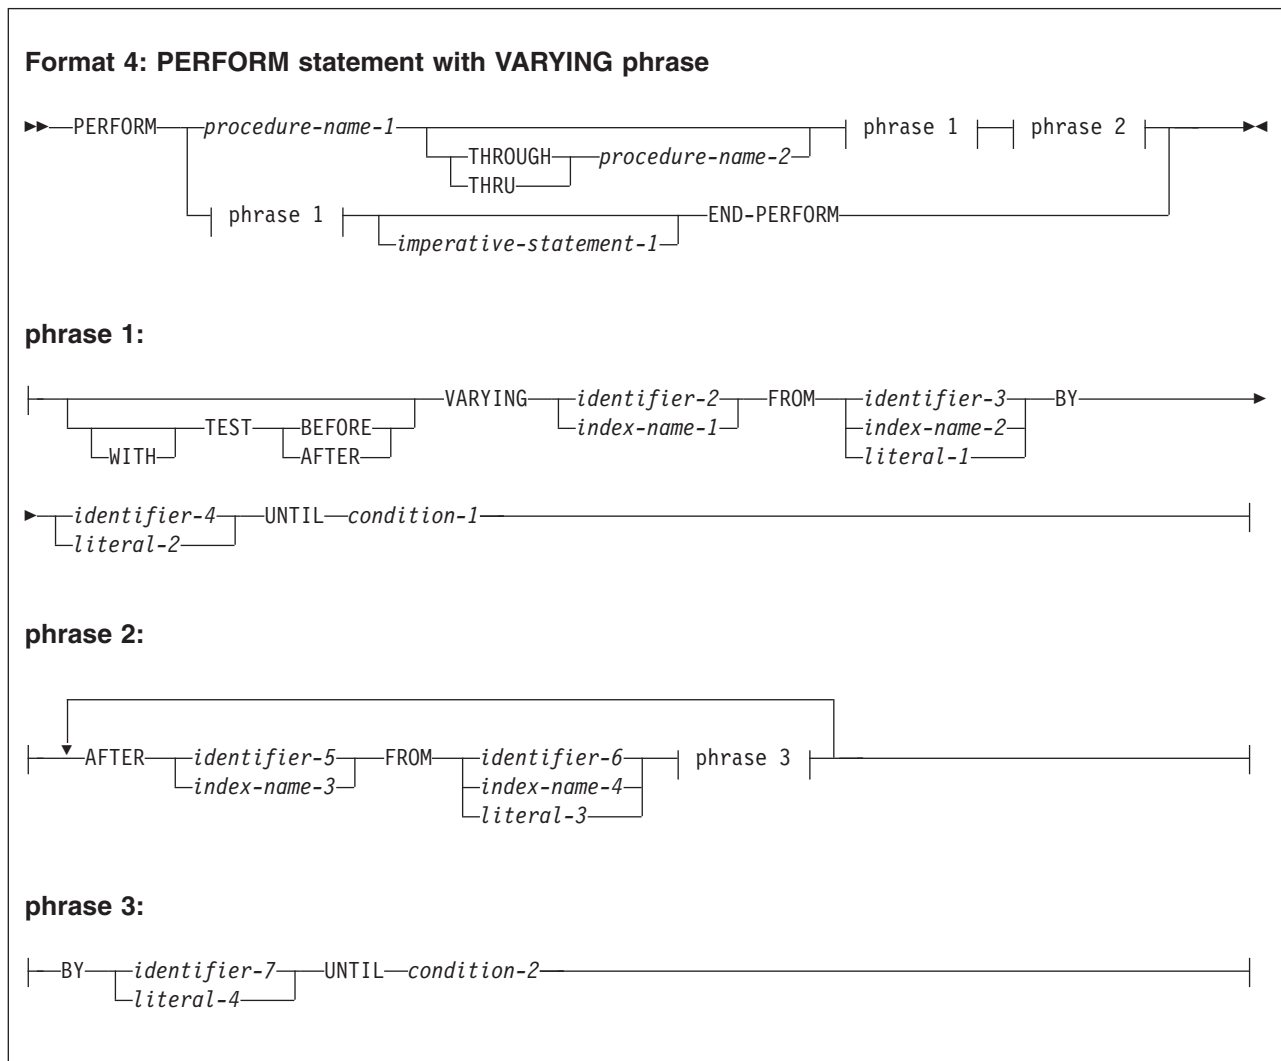 Format 4: PERFORM statement with VARYING phrase
PERFORM procedure-name-1 phrase 1 phrase 2
THROUGH procedure-name-2
THRU
phrase 1 END-PERFORM
imperative-statement-1
phrase 1:
VARYING identifier-2 FROM identifier-3 BY
TEST BEFORE index-name-1 index-name-2
WITH AFTER literal-1
identifier-4 UNTIL condition-1
literal-2
phrase 2:
AFTER identifier-5 FROM identifier-6 phrase 3
index-name-3 index-name-4
literal-3
phrase 3:
BY identifier-7 UNTIL condition-2
literal-4